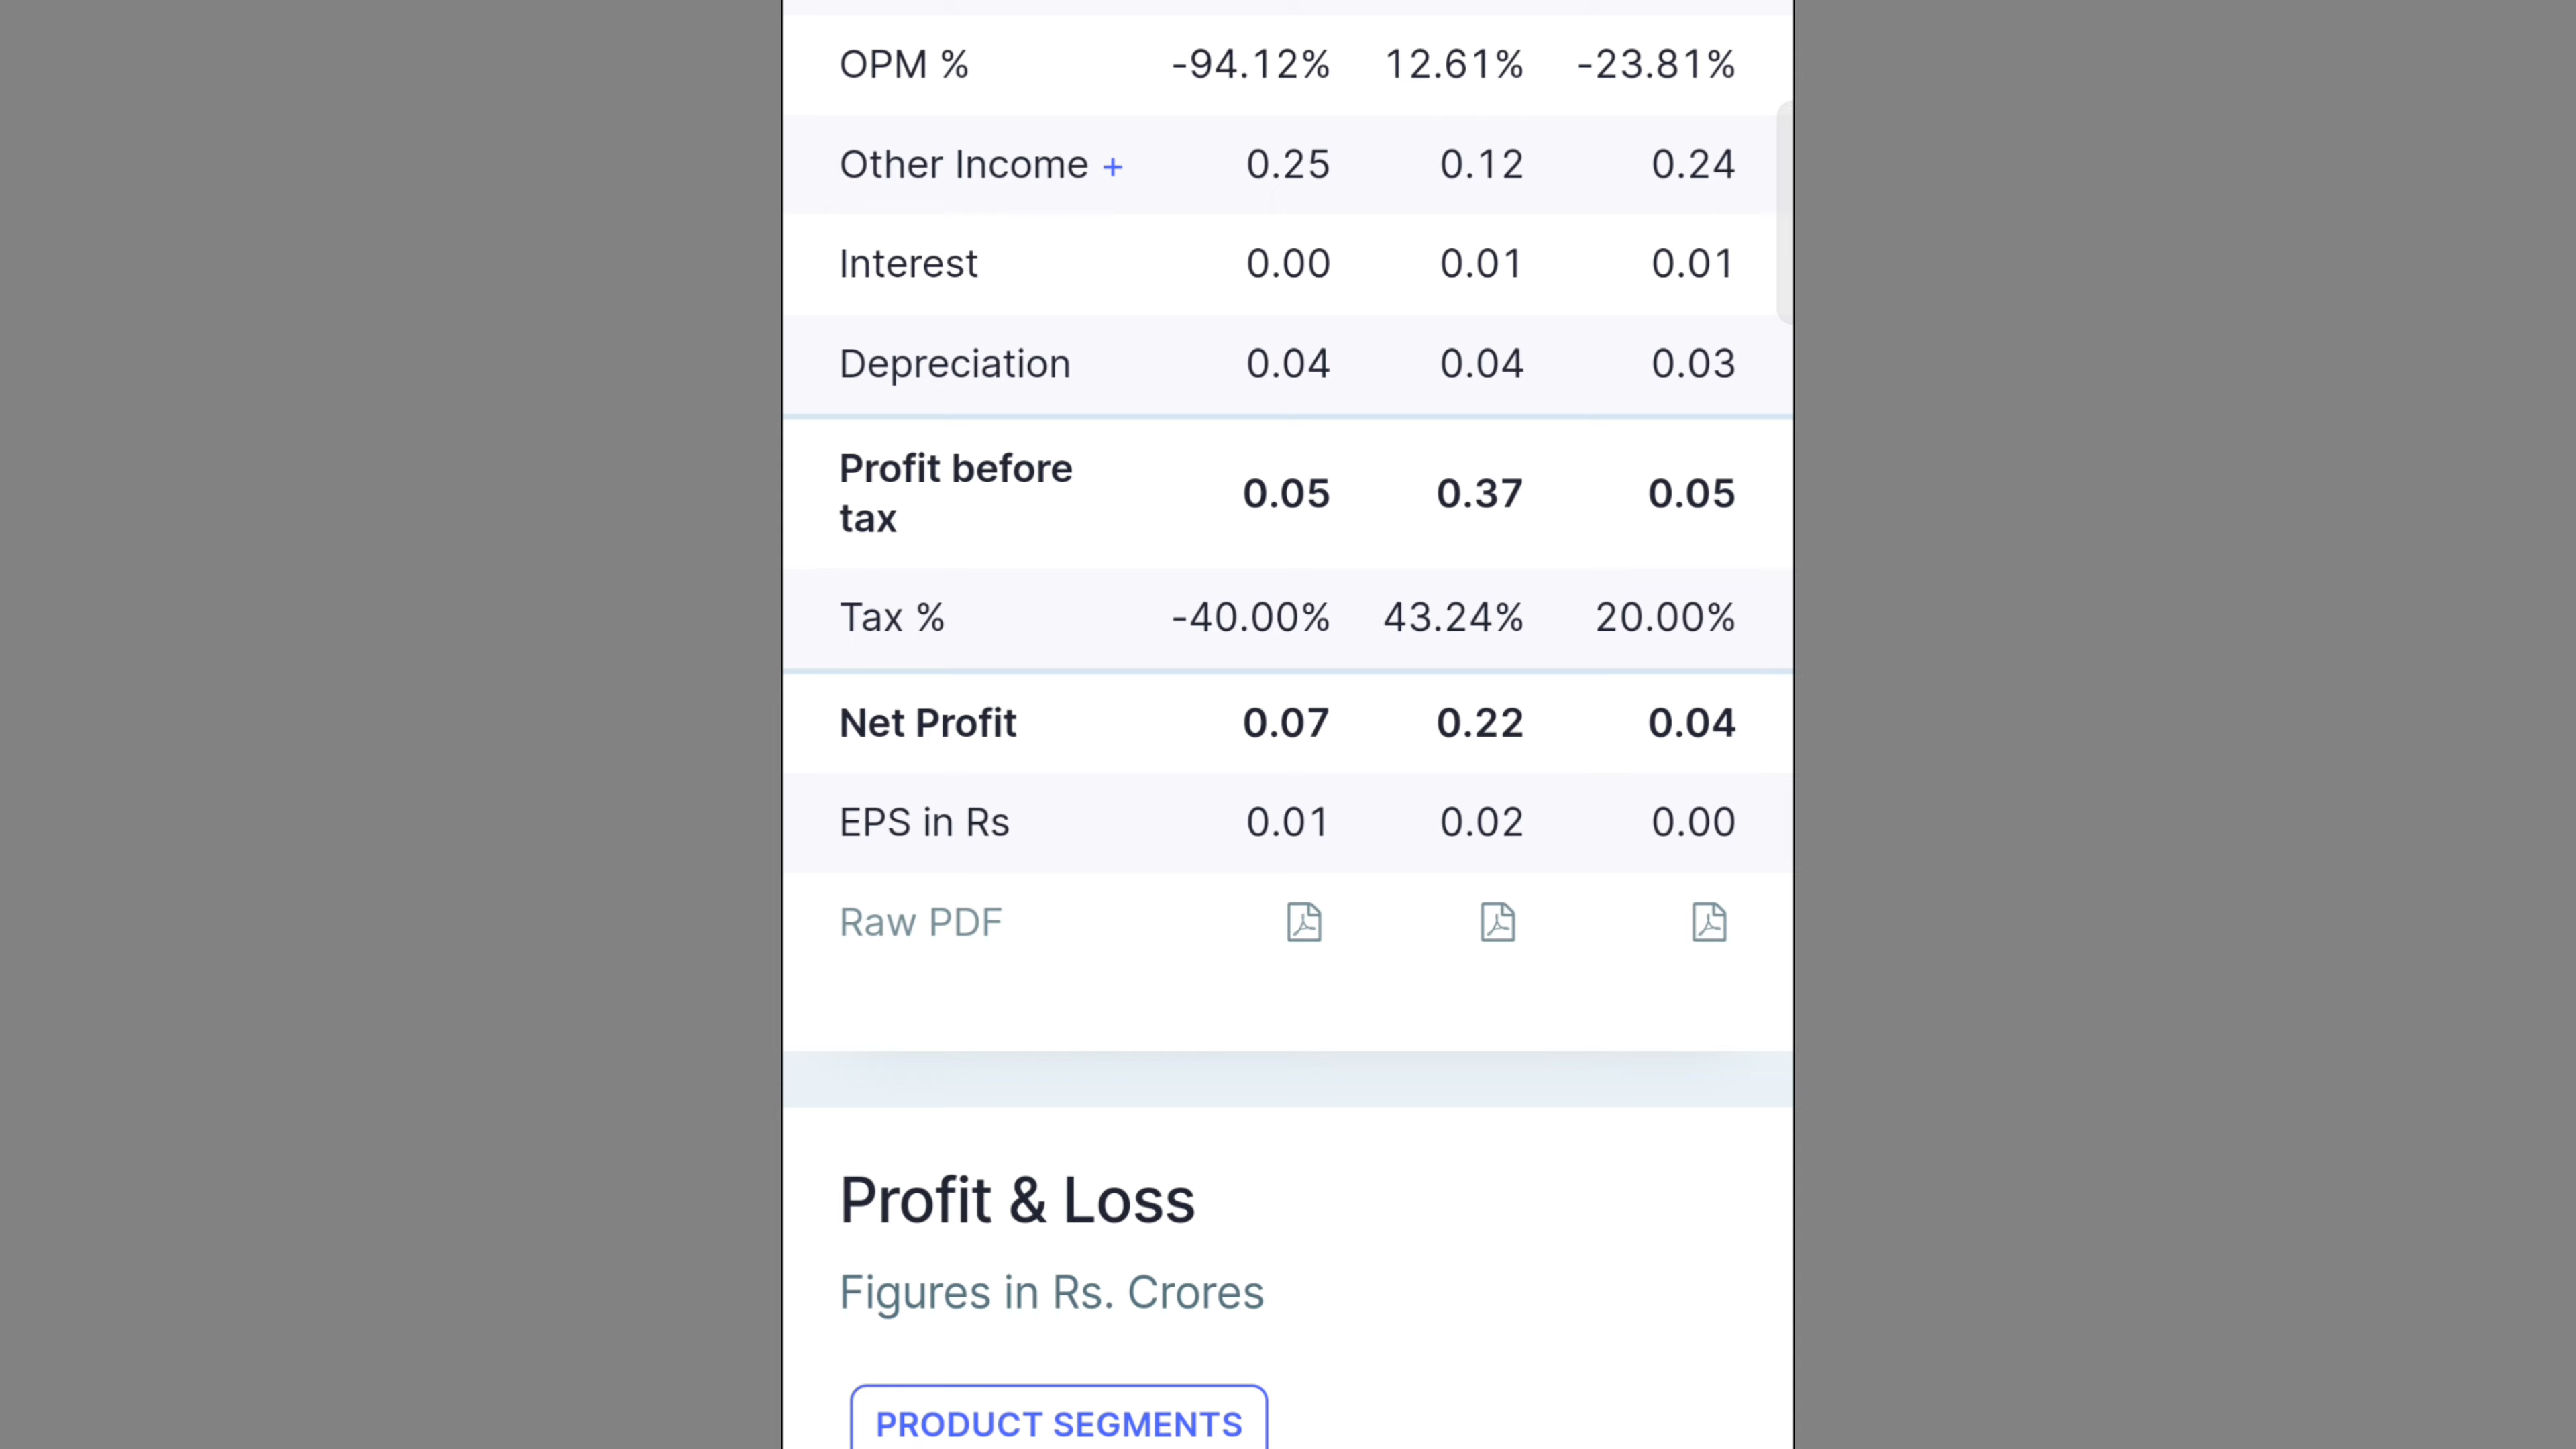 OPM % -94.12% 12.61% -23.81%
Other Income + 0.25 0.12 0.24
Interest 0.00 0.01 0.01
Depreciation 0.04 0.04 0.03
Profit before
tax 0.05 0.37 0.05
Tax % -40.00% 43.24% 20.00%
Net Profit 0.07 0.22 0.04
EPS in Rs 0.01 0.02 0.00
Raw PDF
Profit & Loss
Figures in Rs. Crores
PRODUCT SEGMENTS